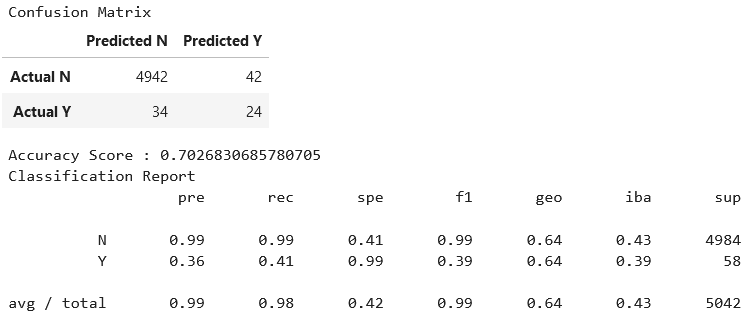 Confusion Matrix
Predicted N Predicted Y
Actual N 4942 42
Actual Y 34 24
Accuracy Score : 0.7026830685780705
Classification Report
pre rec spe f1 geo iba sup
N 0.99 0.99 0.41 0.99 0.64 0.43 4984
Y 0.36 0.41 0.99 0.39 0.64 0.39 58
avg / total 0.99 0.98 0.42 0.99 0.64 0.43 5042